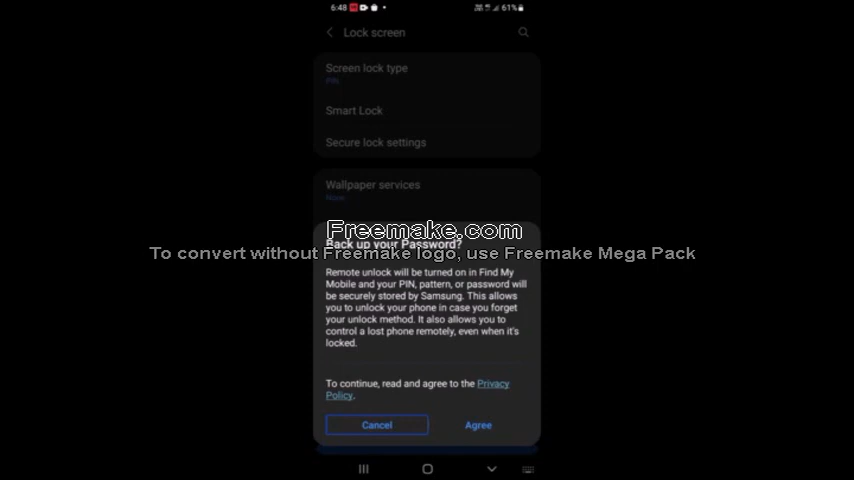 6:48
61%
Lock screen
Screen lock type
PIN
Smart Lock
Secure lock settings
Wallpaper services
None
Freemake.com
Back up your Password?
To convert without Freemake logo, use Freemake Mega Pack
Remote unlock will be turned on in Find My
Mobile and your PIN, pattern, or password will
be securely stored by Samsung. This allows
you to unlock your phone in case you forget
your unlock method. It also allows you to
control a lost phone remotely, even when it's
locked.
To continue, read and agree to the Privacy
Policy.
Cancel
Agree